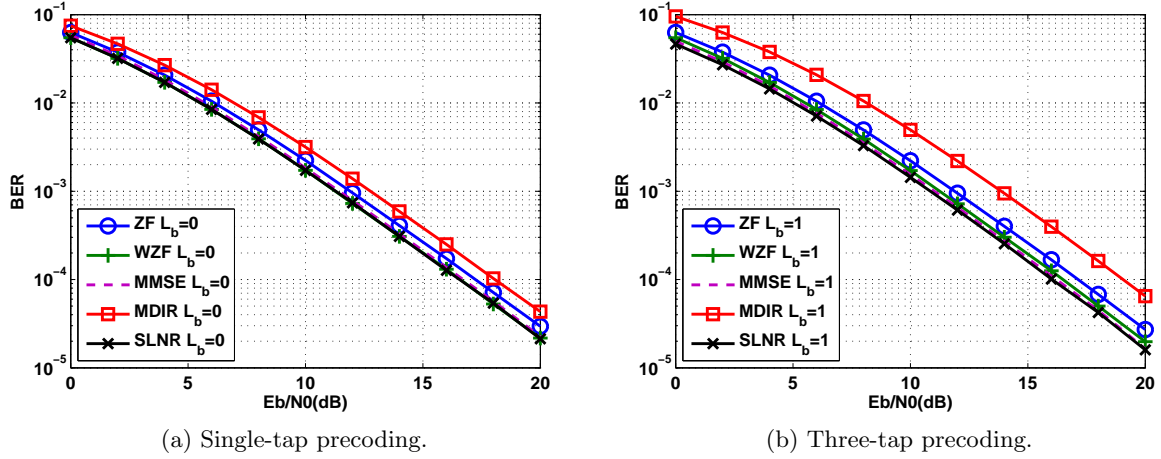 10^-1
10^-2
10^-3
10^-4
10^-5
BER
ZF L_b=0
WZF L_b=0
MMSE L_b=0
MDIR L_b=0
SLNR L_b=0
0 5 10 15 20
Eb/N0(dB)
(a) Single-tap precoding.
10^-1
10^-2
10^-3
10^-4
10^-5
BER
ZF L_b=1
WZF L_b=1
MMSE L_b=1
MDIR L_b=1
SLNR L_b=1
0 5 10 15 20
Eb/N0(dB)
(b) Three-tap precoding.